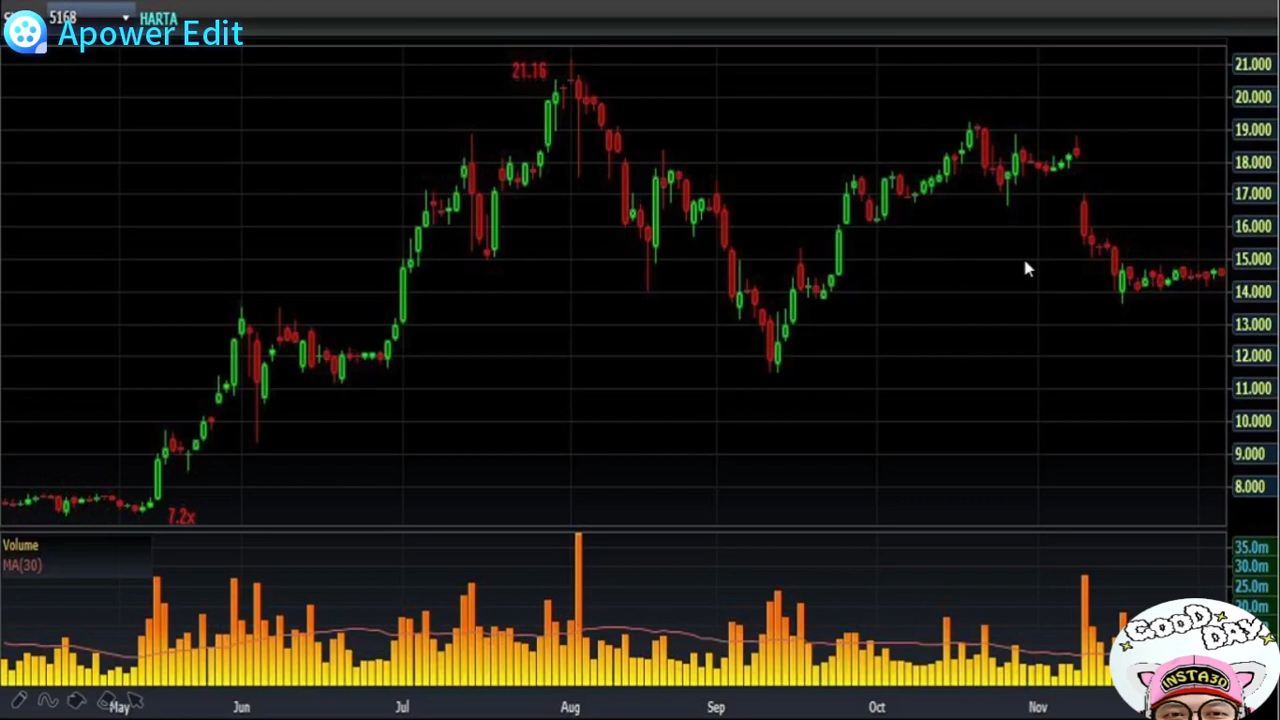 5168 HARTA
Apower Edit
21.16
7.2x
21.000
20.000
19.000
18.000
17.000
16.000
15.000
14.000
13.000
12.000
11.000
10.000
9.000
8.000
Volume
MA(30)
35.0m
30.0m
25.0m
20.0m
May Jun Jul Aug Sep Oct Nov
GOOD
DAY
INSTA30